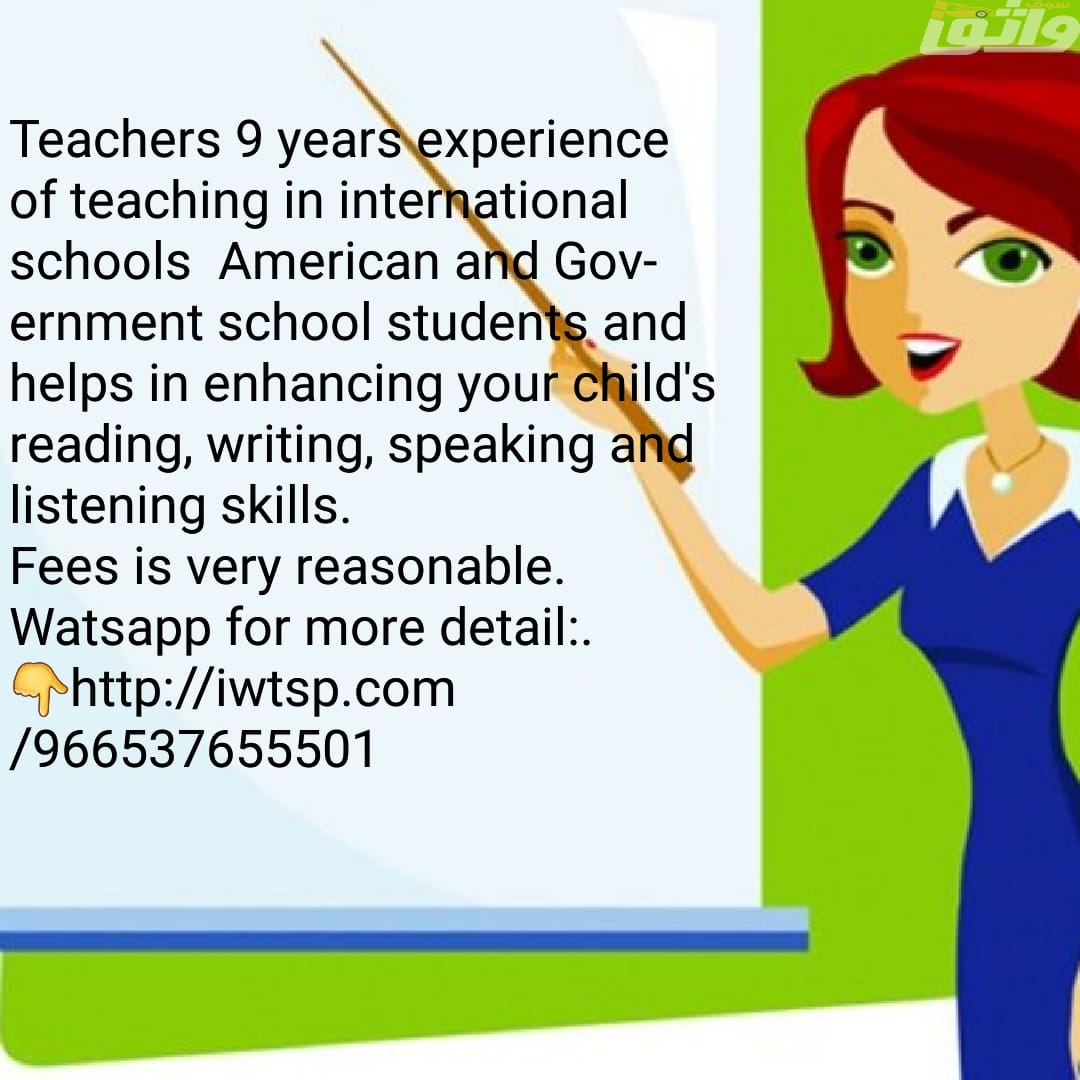 سوق
واثق
Teachers 9 years experience
of teaching in international
schools  American and Gov-
ernment school students and
helps in enhancing your child's
reading, writing, speaking and
listening skills.
Fees is very reasonable.
Watsapp for more detail:.
👇http://iwtsp.com
/966537655501